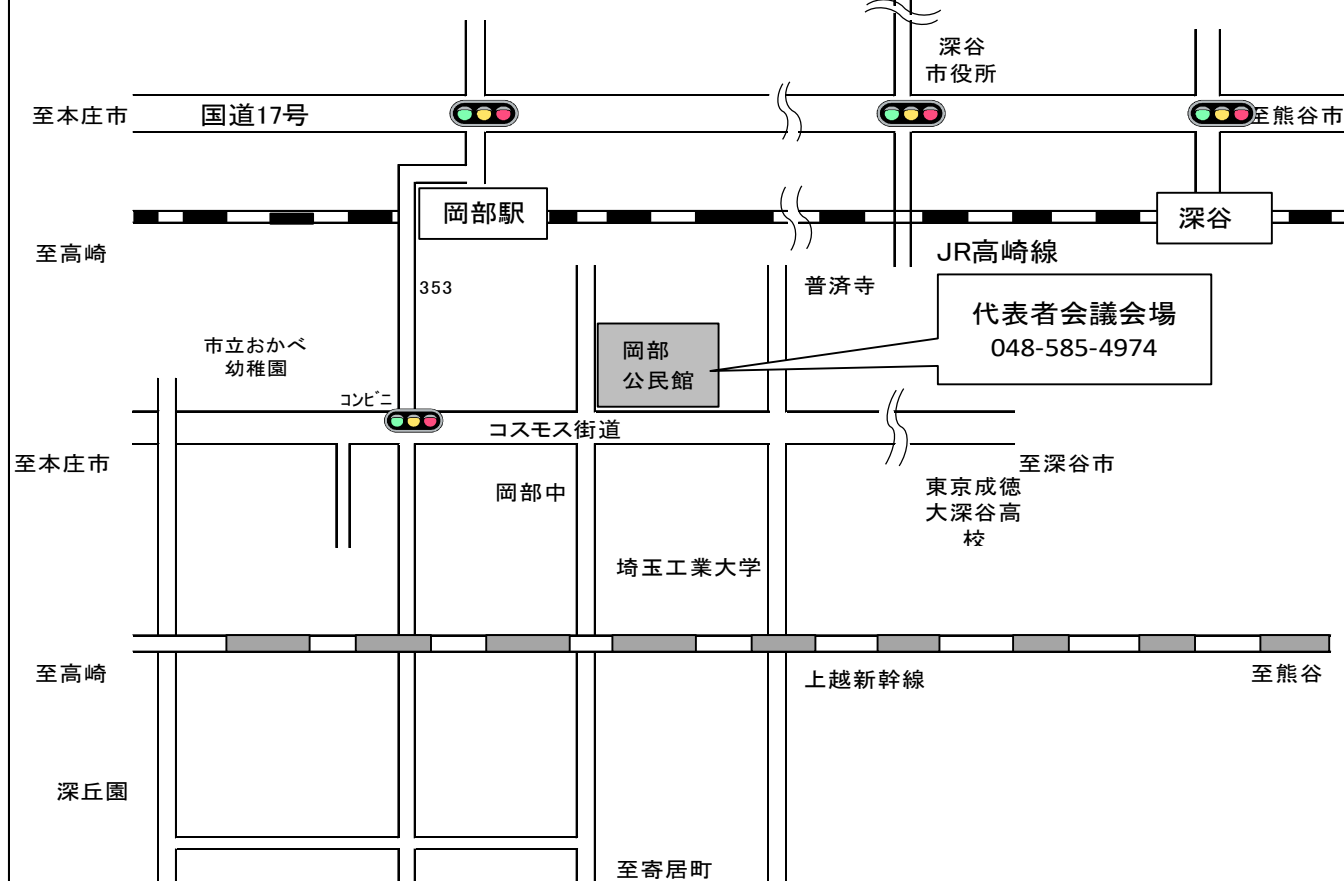 深谷
市役所
至本庄市
国道17号
至熊谷市
岡部駅
深谷
至高崎
JR高崎線
353
普済寺
代表者会議会場
048-585-4974
市立おかべ
幼稚園
岡部
公民館
コンビニ
コスモス街道
至本庄市
至深谷市
岡部中
東京成徳
大深谷高
校
埼玉工業大学
至高崎
上越新幹線
至熊谷
深丘園
至寄居町